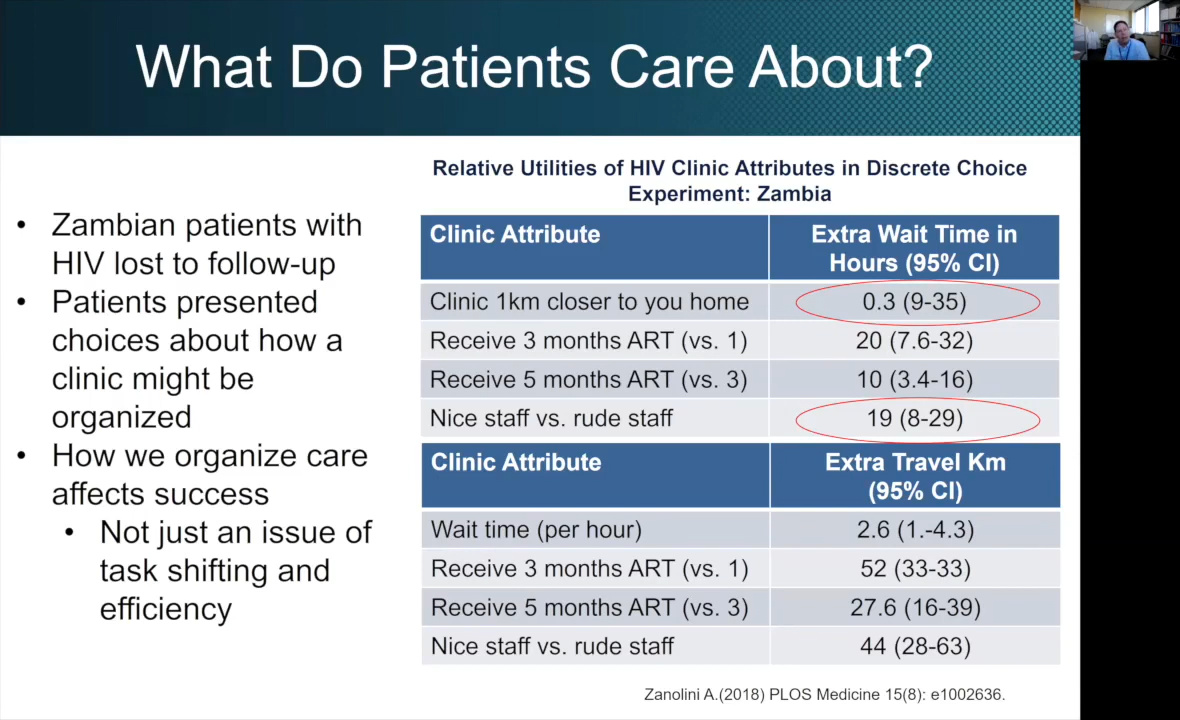 What Do Patients Care About?
• Zambian patients with
HIV lost to follow-up
• Patients presented
choices about how a
clinic might be
organized
• How we organize care
affects success
• Not just an issue of
task shifting and
efficiency
Relative Utilities of HIV Clinic Attributes in Discrete Choice
Experiment: Zambia
Clinic Attribute Extra Wait Time in
Hours (95% CI)
Clinic 1km closer to you home 0.3 (9-35)
Receive 3 months ART (vs. 1) 20 (7.6-32)
Receive 5 months ART (vs. 3) 10 (3.4-16)
Nice staff vs. rude staff 19 (8-29)
Clinic Attribute Extra Travel Km
(95% CI)
Wait time (per hour) 2.6 (1.-4.3)
Receive 3 months ART (vs. 1) 52 (33-33)
Receive 5 months ART (vs. 3) 27.6 (16-39)
Nice staff vs. rude staff 44 (28-63)
Zanolini A.(2018) PLOS Medicine 15(8): e1002636.